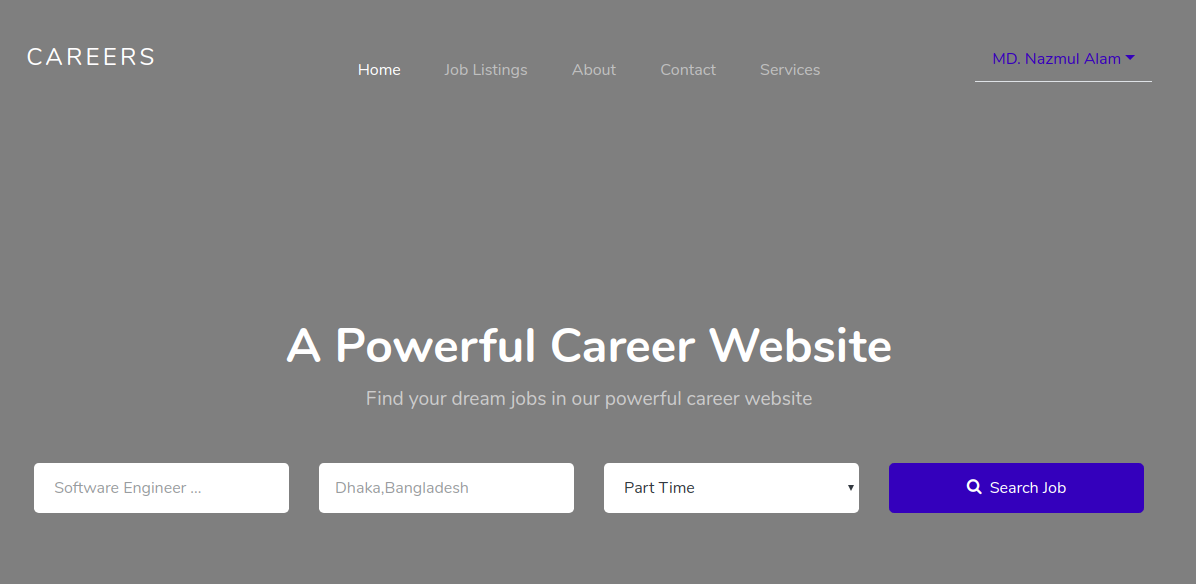 CAREERS
Home Job Listings About Contact Services
MD. Nazmul Alam
A Powerful Career Website
Find your dream jobs in our powerful career website
Software Engineer ... Dhaka,Bangladesh Part Time Search Job